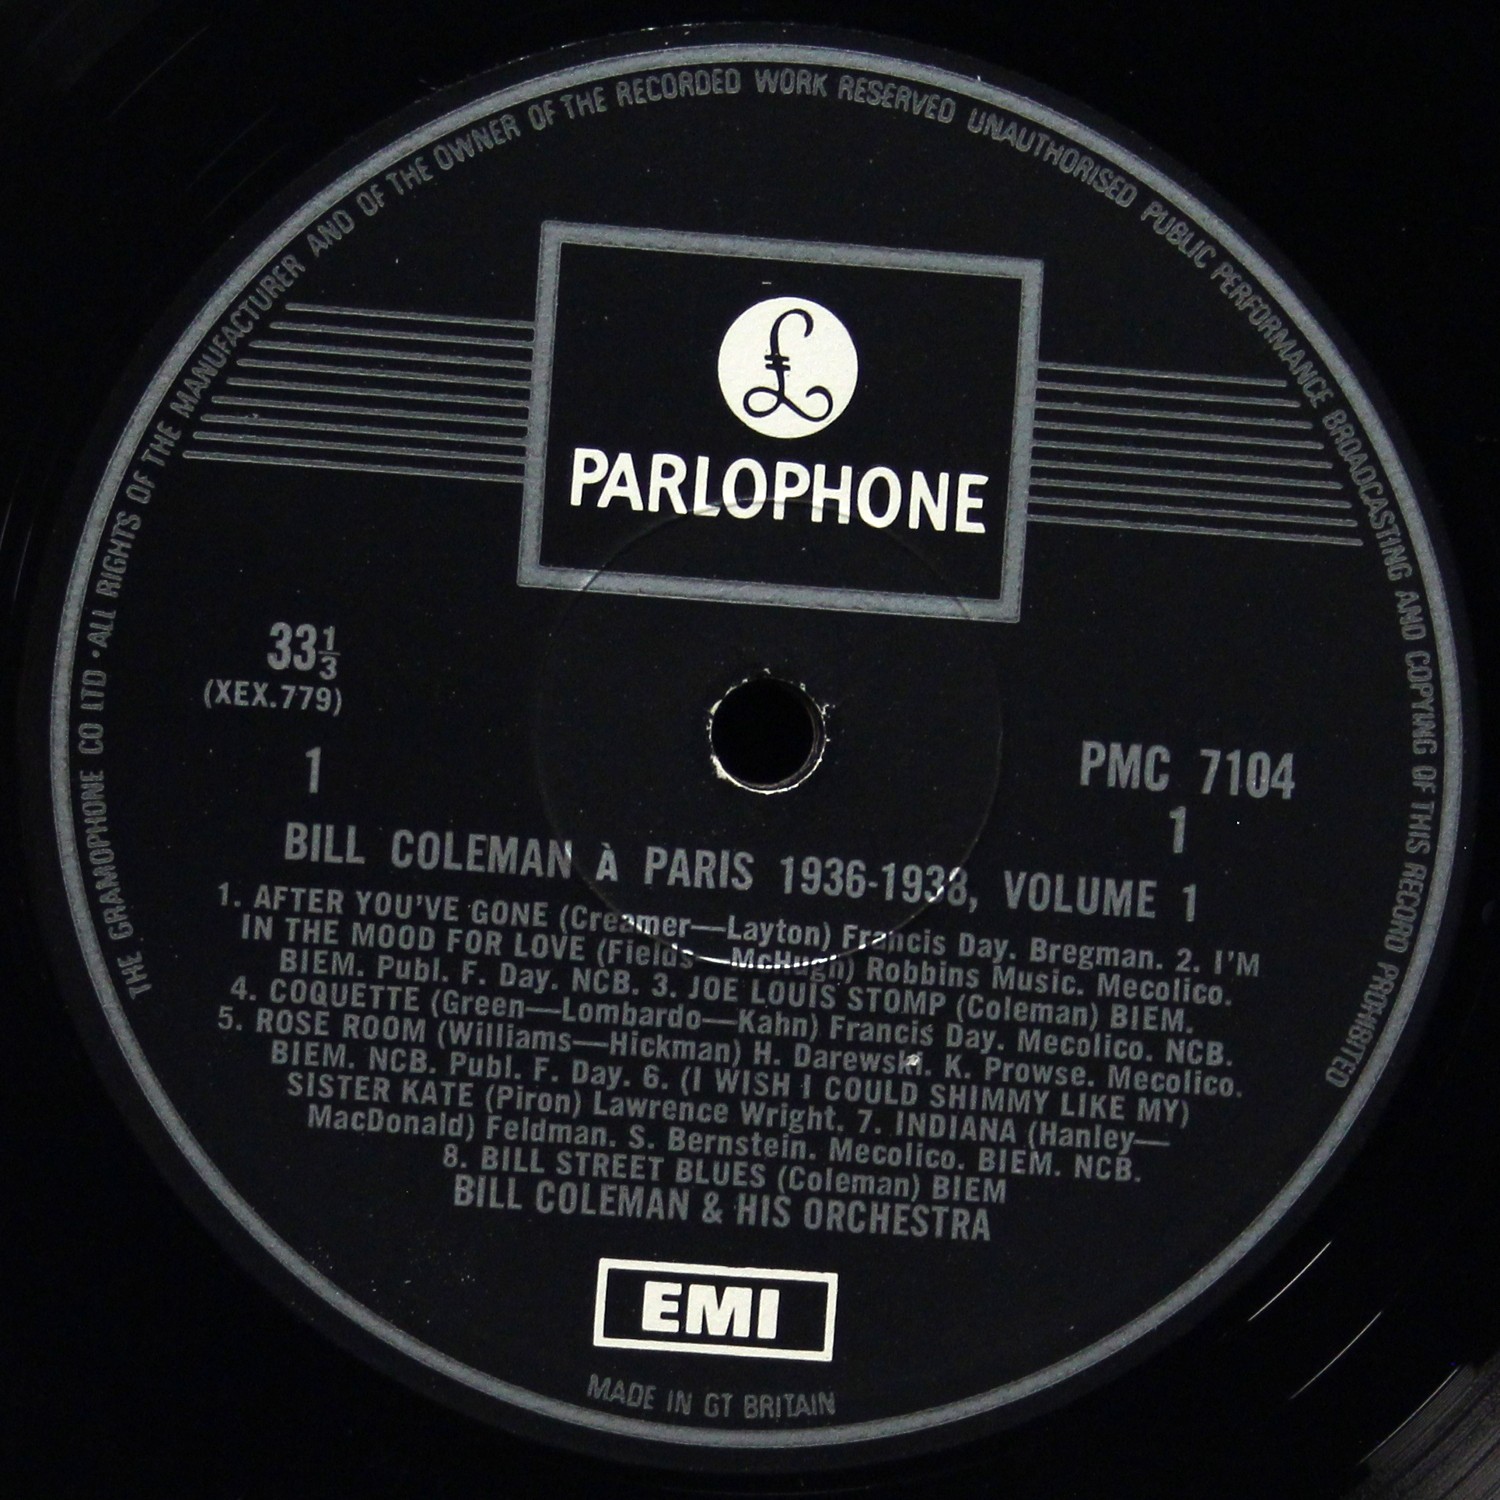 THE GRAMOPHONE CO LTD · ALL RIGHTS OF THE MANUFACTURER AND OF THE OWNER OF THE RECORDED WORK RESERVED UNAUTHORISED PUBLIC PERFORMANCE BROADCASTING AND COPYING OF THIS RECORD PROHIBITED
£
PARLOPHONE
33⅓
(XEX.779)
1
PMC 7104
1
BILL COLEMAN À PARIS 1936-1938, VOLUME 1
1. AFTER YOU'VE GONE (Creamer—Layton) Francis Day. Bregman. 2. I'M
IN THE MOOD FOR LOVE (Fields—McHugh) Robbins Music. Mecolico.
BIEM. Publ. F. Day. NCB. 3. JOE LOUIS STOMP (Coleman) BIEM.
4. COQUETTE (Green—Lombardo—Kahn) Francis Day. Mecolico. NCB.
5. ROSE ROOM (Williams—Hickman) H. Darewski. K. Prowse. Mecolico.
BIEM. NCB. Publ. F. Day. 6. (I WISH I COULD SHIMMY LIKE MY)
SISTER KATE (Piron) Lawrence Wright. 7. INDIANA (Hanley—
MacDonald) Feldman. S. Bernstein. Mecolico. BIEM. NCB.
8. BILL STREET BLUES (Coleman) BIEM
BILL COLEMAN & HIS ORCHESTRA
EMI
MADE IN GT BRITAIN